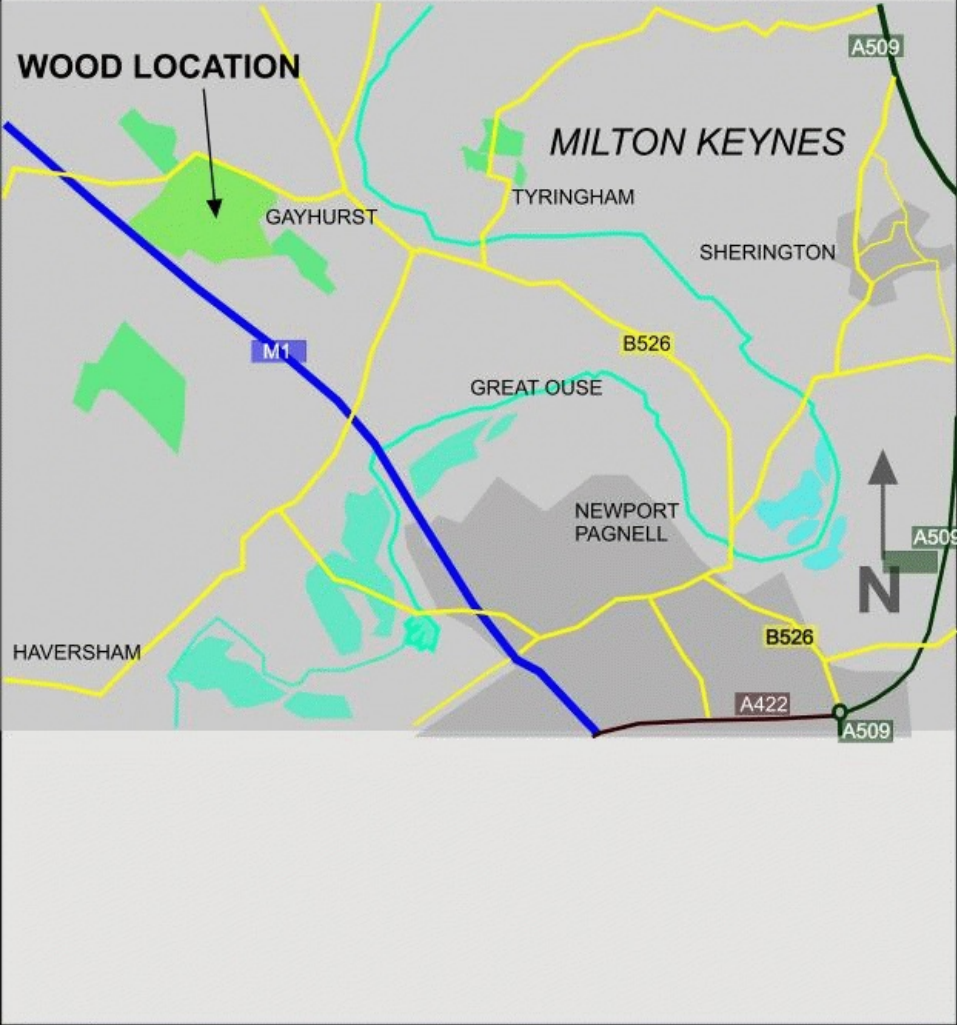 A509
WOOD LOCATION
MILTON KEYNES
TYRINGHAM
GAYHURST
SHERINGTON
B526
M1
GREAT OUSE
NEWPORT
PAGNELL
A509
N
B526
HAVERSHAM
A422
A509